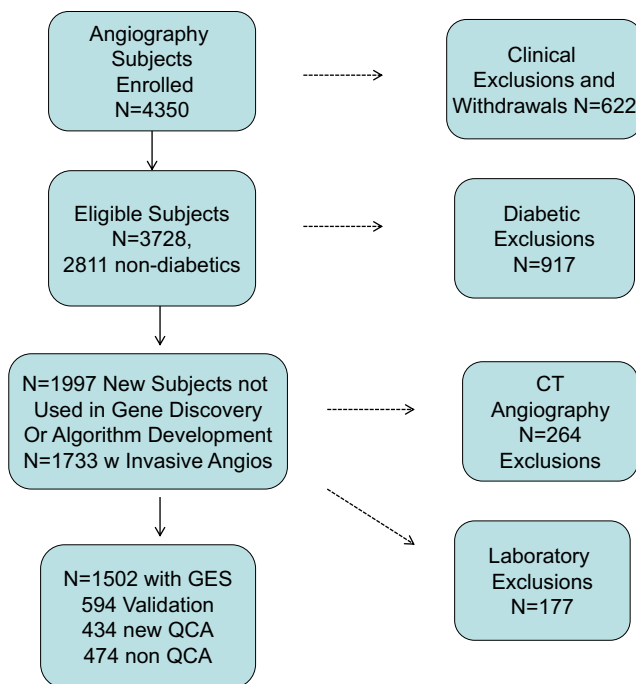 Angiography
Subjects
Enrolled
N=4350
Clinical
Exclusions and
Withdrawals N=622
Eligible Subjects
N=3728,
2811 non-diabetics
Diabetic
Exclusions
N=917
N=1997 New Subjects not
Used in Gene Discovery
Or Algorithm Development
N=1733 w Invasive Angios
CT
Angiography
N=264
Exclusions
Laboratory
Exclusions
N=177
N=1502 with GES
594 Validation
434 new QCA
474 non QCA